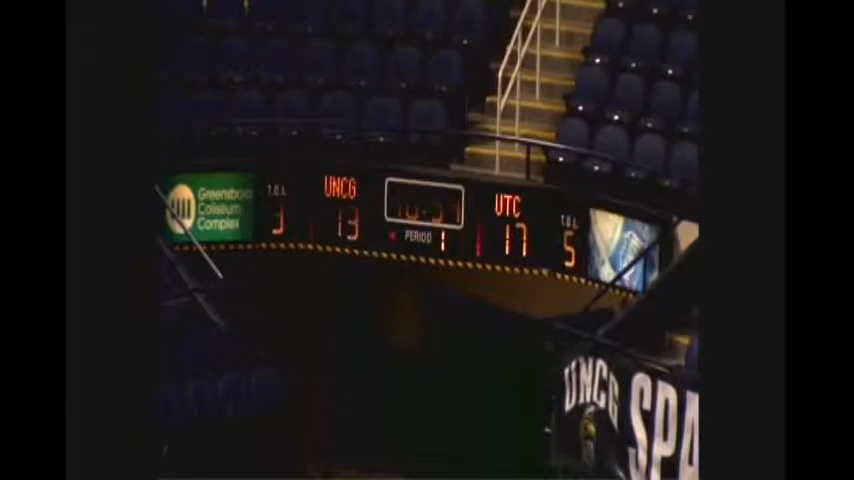 Greensboro
Coliseum
Complex
T.O.L
3
UNCG
13
PERIOD 1
UTC
17
T.O.L
5
UNCG
SPA